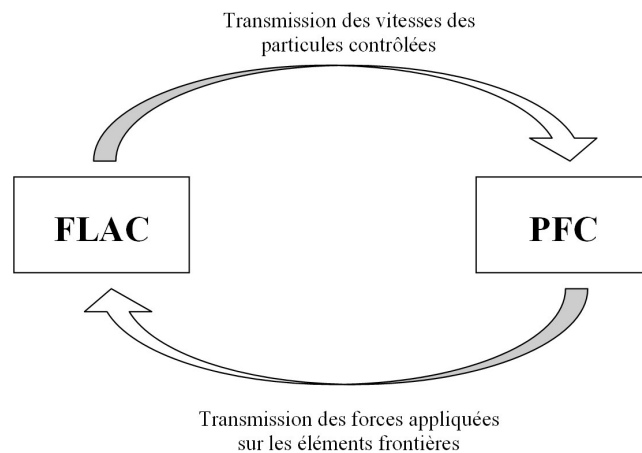 Transmission des vitesses des
particules contrôlées
FLAC
PFC
Transmission des forces appliquées
sur les éléments frontières